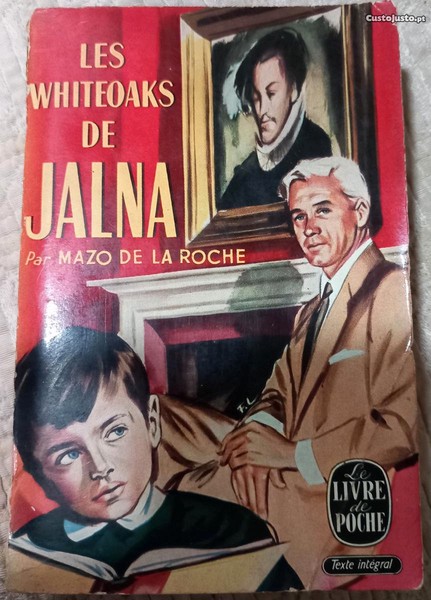 CustoJusto.pt
LES
WHITEOAKS
DE
JALNA
Par MAZO DE LA ROCHE
F.L
Le
LIVRE
de
POCHE
Texte intégral